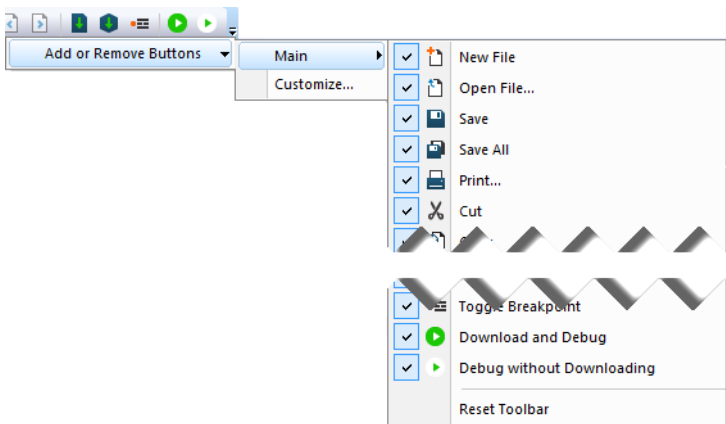 Add or Remove Buttons
Main
Customize...
New File
Open File...
Save
Save All
Print...
Cut
Toggle Breakpoint
Download and Debug
Debug without Downloading
Reset Toolbar